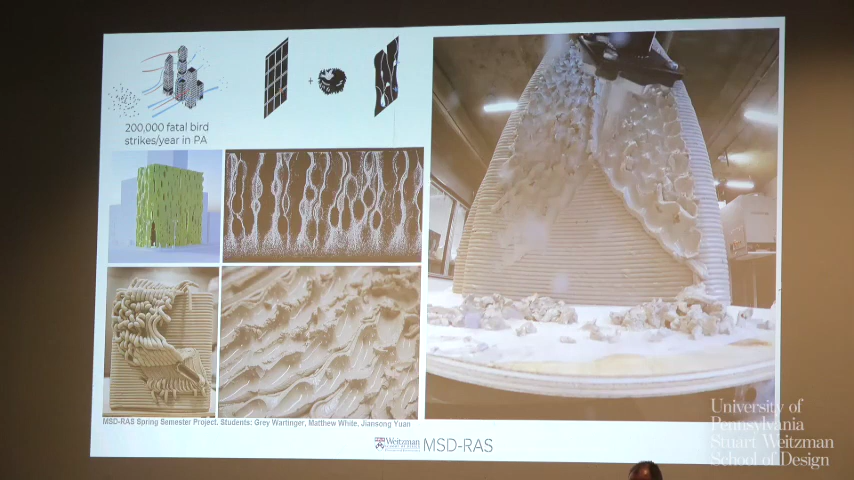 200,000 fatal bird
strikes/year in PA
MSD-RAS Spring Semester Project. Students: Grey Wartinger, Matthew White, Jiansong Yuan
Weitzman
MSD-RAS
University of
Pennsylvania
Stuart Weitzman
School of Design